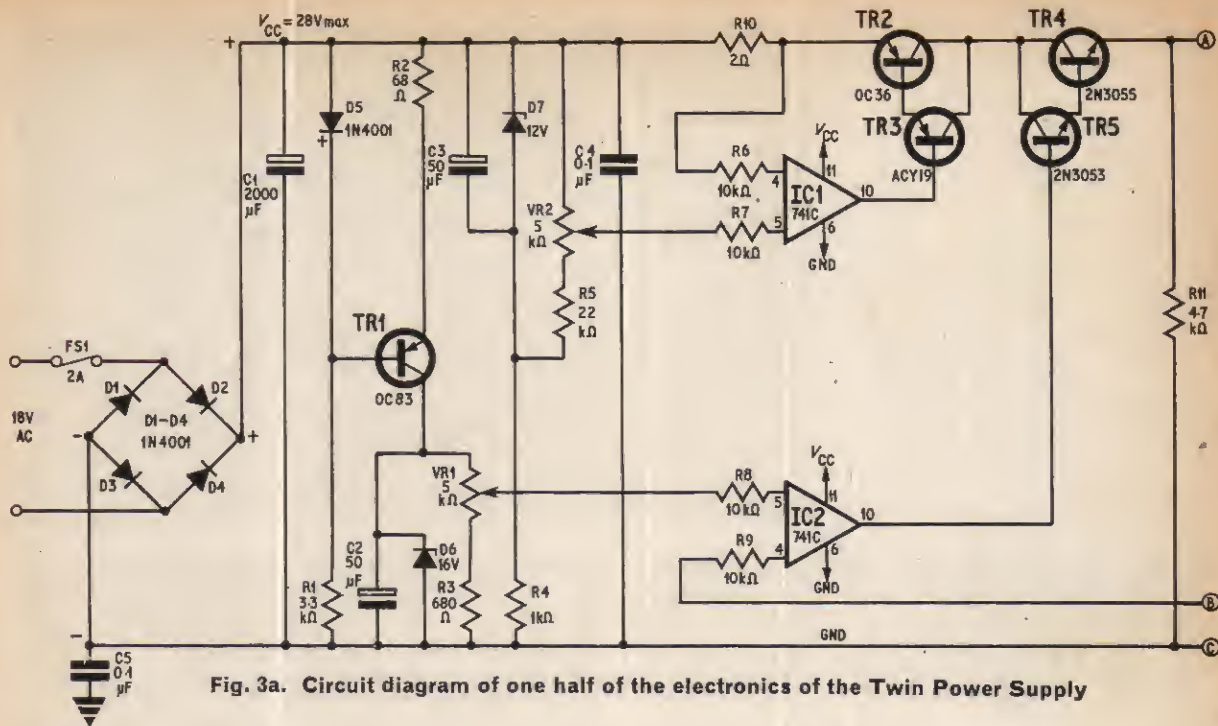 VCC = 28V max
+
C1
2000
µF
D5
1N4001
+
R2
68
Ω
C3
50
µF
D7
12V
VR2
5
kΩ
R5
22
kΩ
C4
0·1
µF
R10
2Ω
TR2
OC36
TR3
ACY19
TR4
2N3055
TR5
2N3053
A
R6
10kΩ
R7
10kΩ
4
5
VCC
11
IC1
741C
10
6
GND
TR1
OC83
FS1
2A
18V
AC
D1
D2
D1-D4
1N4001
D3
D4
-
+
R11
4·7
kΩ
VR1
5
kΩ
R8
10kΩ
R9
10kΩ
5
4
VCC
11
IC2
741C
10
6
GND
B
C2
50
µF
D6
16V
R1
3·3
kΩ
R3
680
Ω
R4
1kΩ
-
GND
C
C5
0·1
µF
Fig. 3a. Circuit diagram of one half of the electronics of the Twin Power Supply